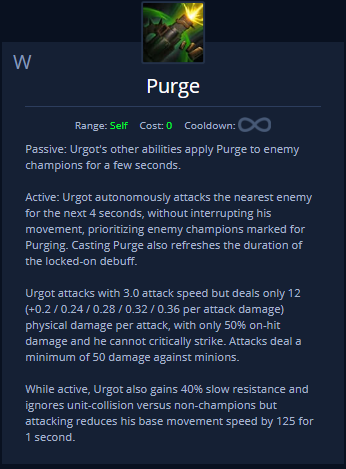 W
Purge
Range: Self Cost: 0 Cooldown: ∞
Passive: Urgot's other abilities apply Purge to enemy
champions for a few seconds.
Active: Urgot autonomously attacks the nearest enemy
for the next 4 seconds, without interrupting his
movement, prioritizing enemy champions marked for
Purging. Casting Purge also refreshes the duration of
the locked-on debuff.
Urgot attacks with 3.0 attack speed but deals only 12
(+0.2 / 0.24 / 0.28 / 0.32 / 0.36 per attack damage)
physical damage per attack, with only 50% on-hit
damage and he cannot critically strike. Attacks deal a
minimum of 50 damage against minions.
While active, Urgot also gains 40% slow resistance and
ignores unit-collision versus non-champions but
attacking reduces his base movement speed by 125 for
1 second.